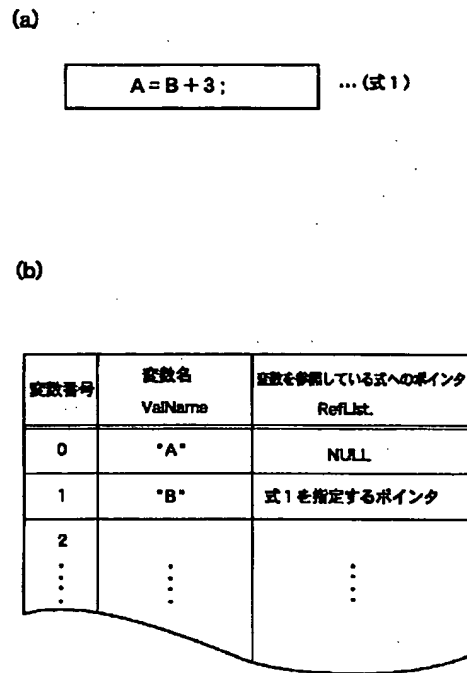 (a)
A = B + 3 ;
… (式1)
(b)
変数番号
変数名
ValName
変数を参照している式へのポインタ
RefList.
0
"A"
NULL
1
"B"
式1を指定するポインタ
2